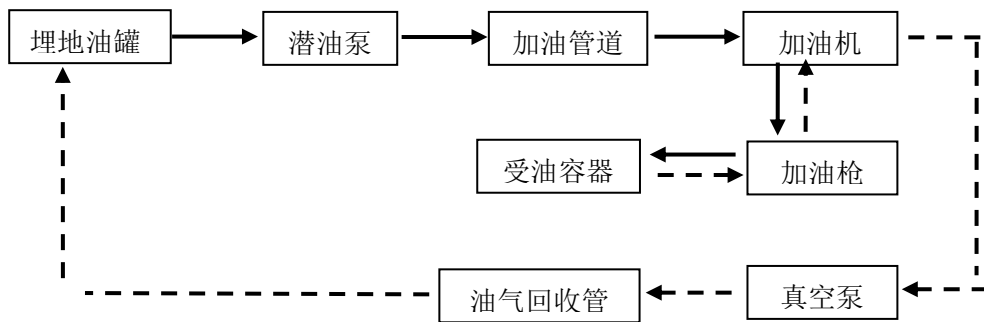 埋地油罐
潜油泵
加油管道
加油机
受油容器
加油枪
油气回收管
真空泵